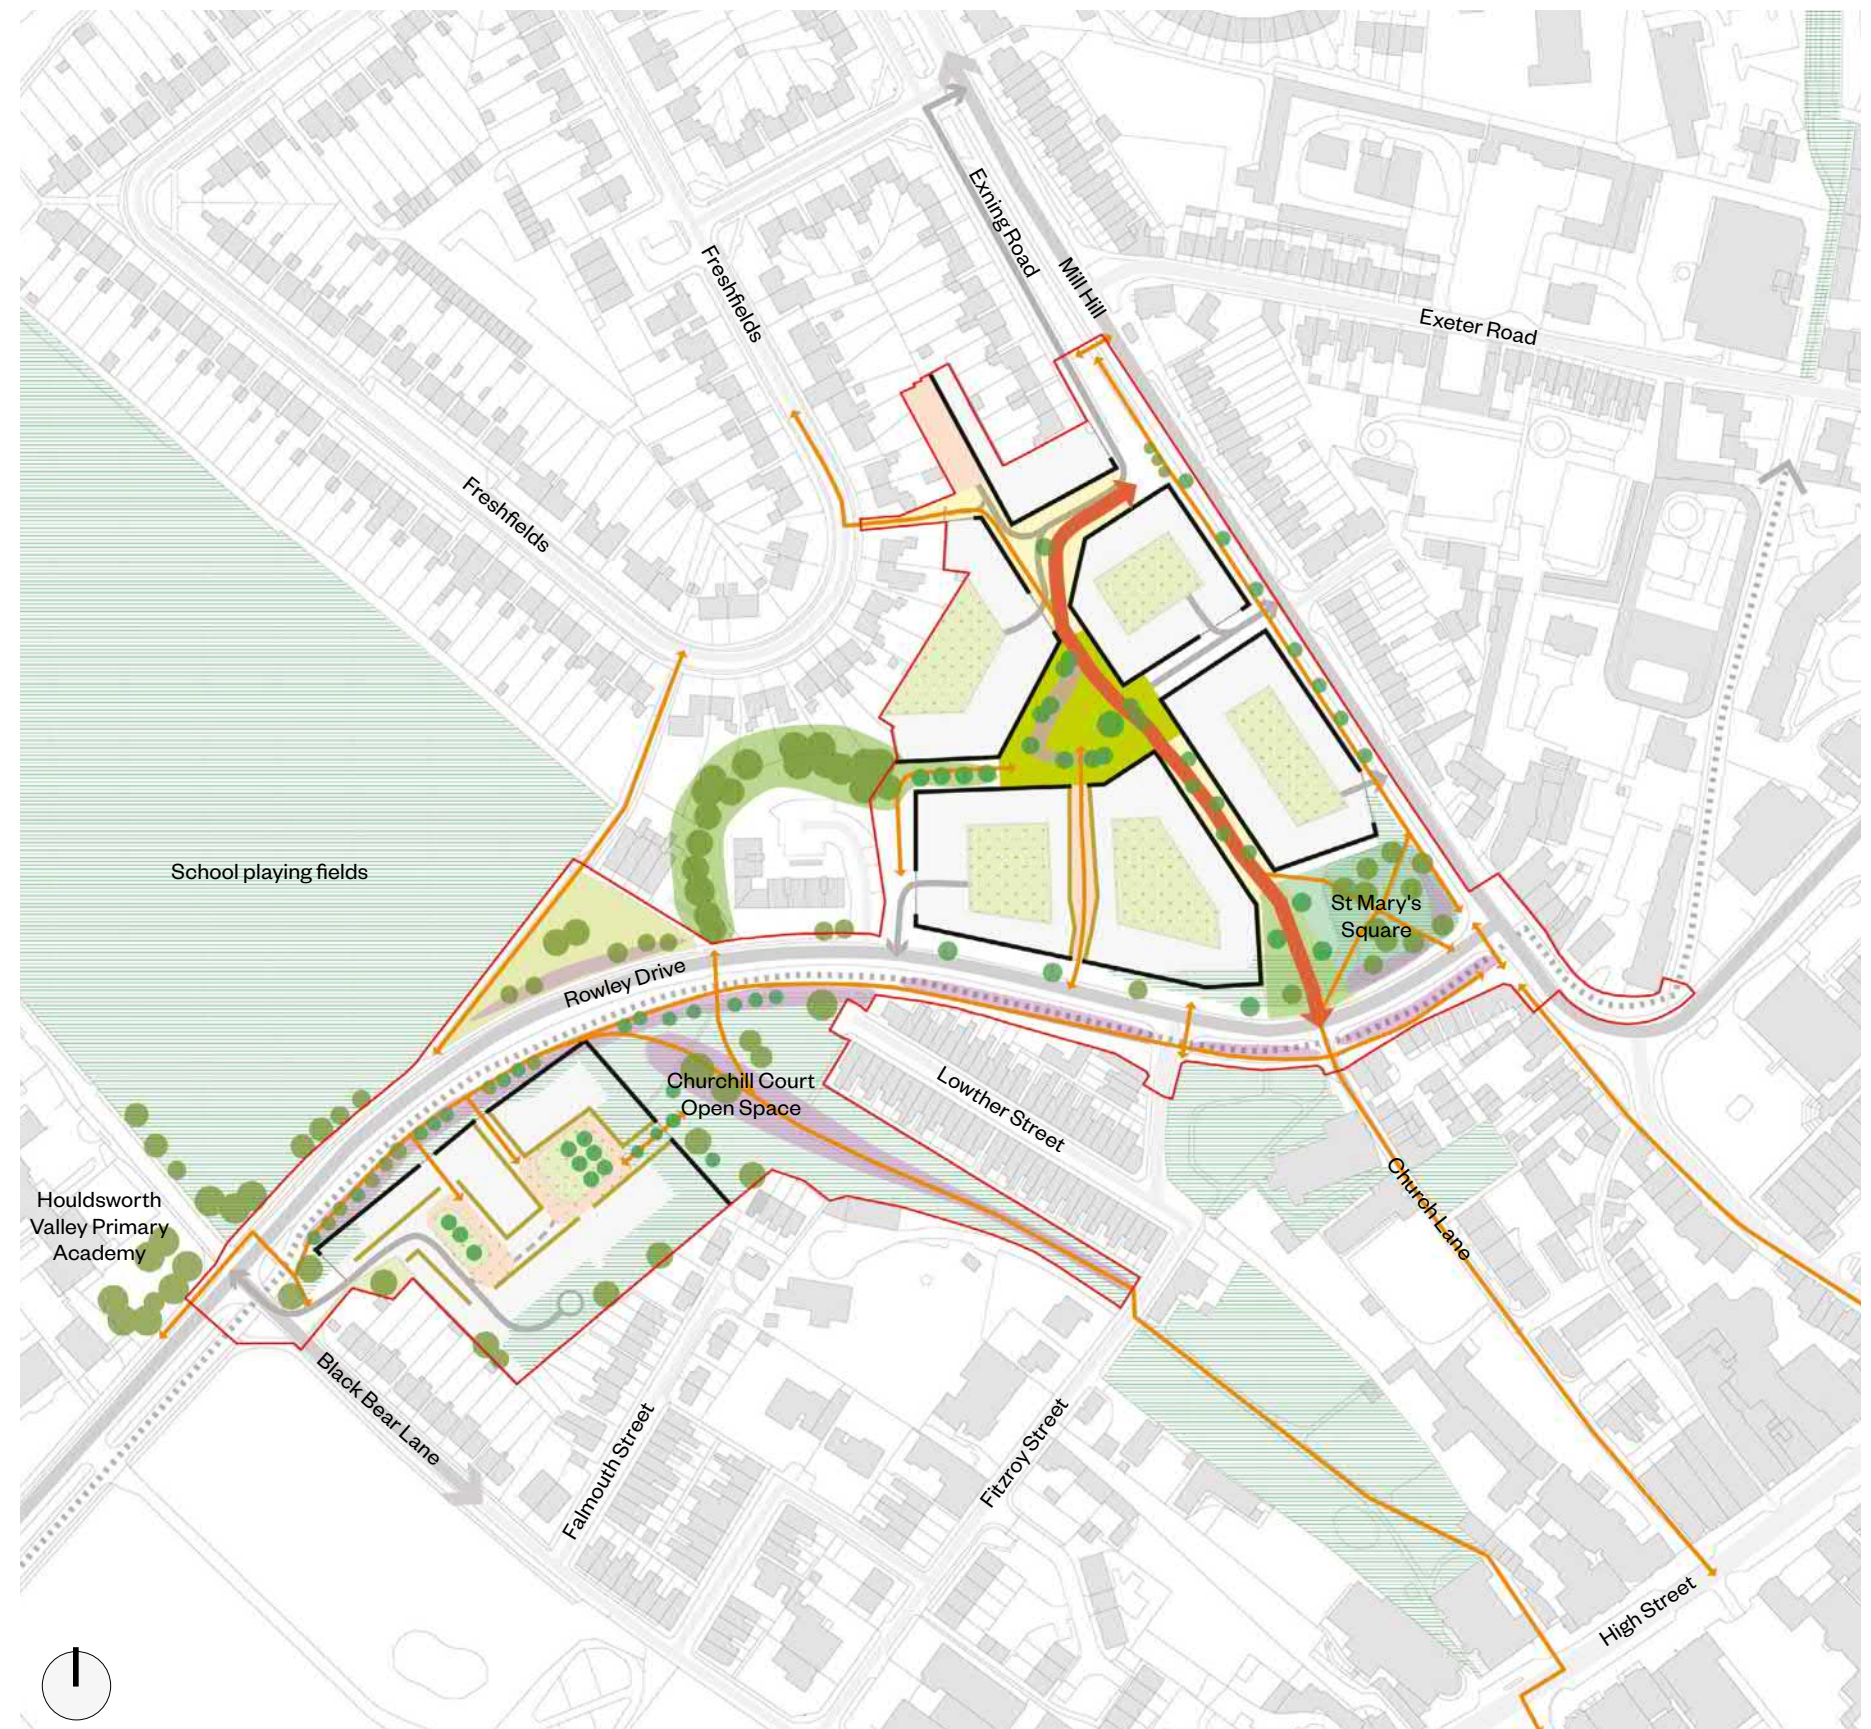 Exning Road
Mill Hill
Freshfields
Exeter Road
Freshfields
School playing fields
St Mary's
Square
Rowley Drive
Churchill Court
Open Space
Lowther Street
Houldsworth
Valley Primary
Academy
Church Lane
Black Bear Lane
Falmouth Street
Fitzroy Street
High Street